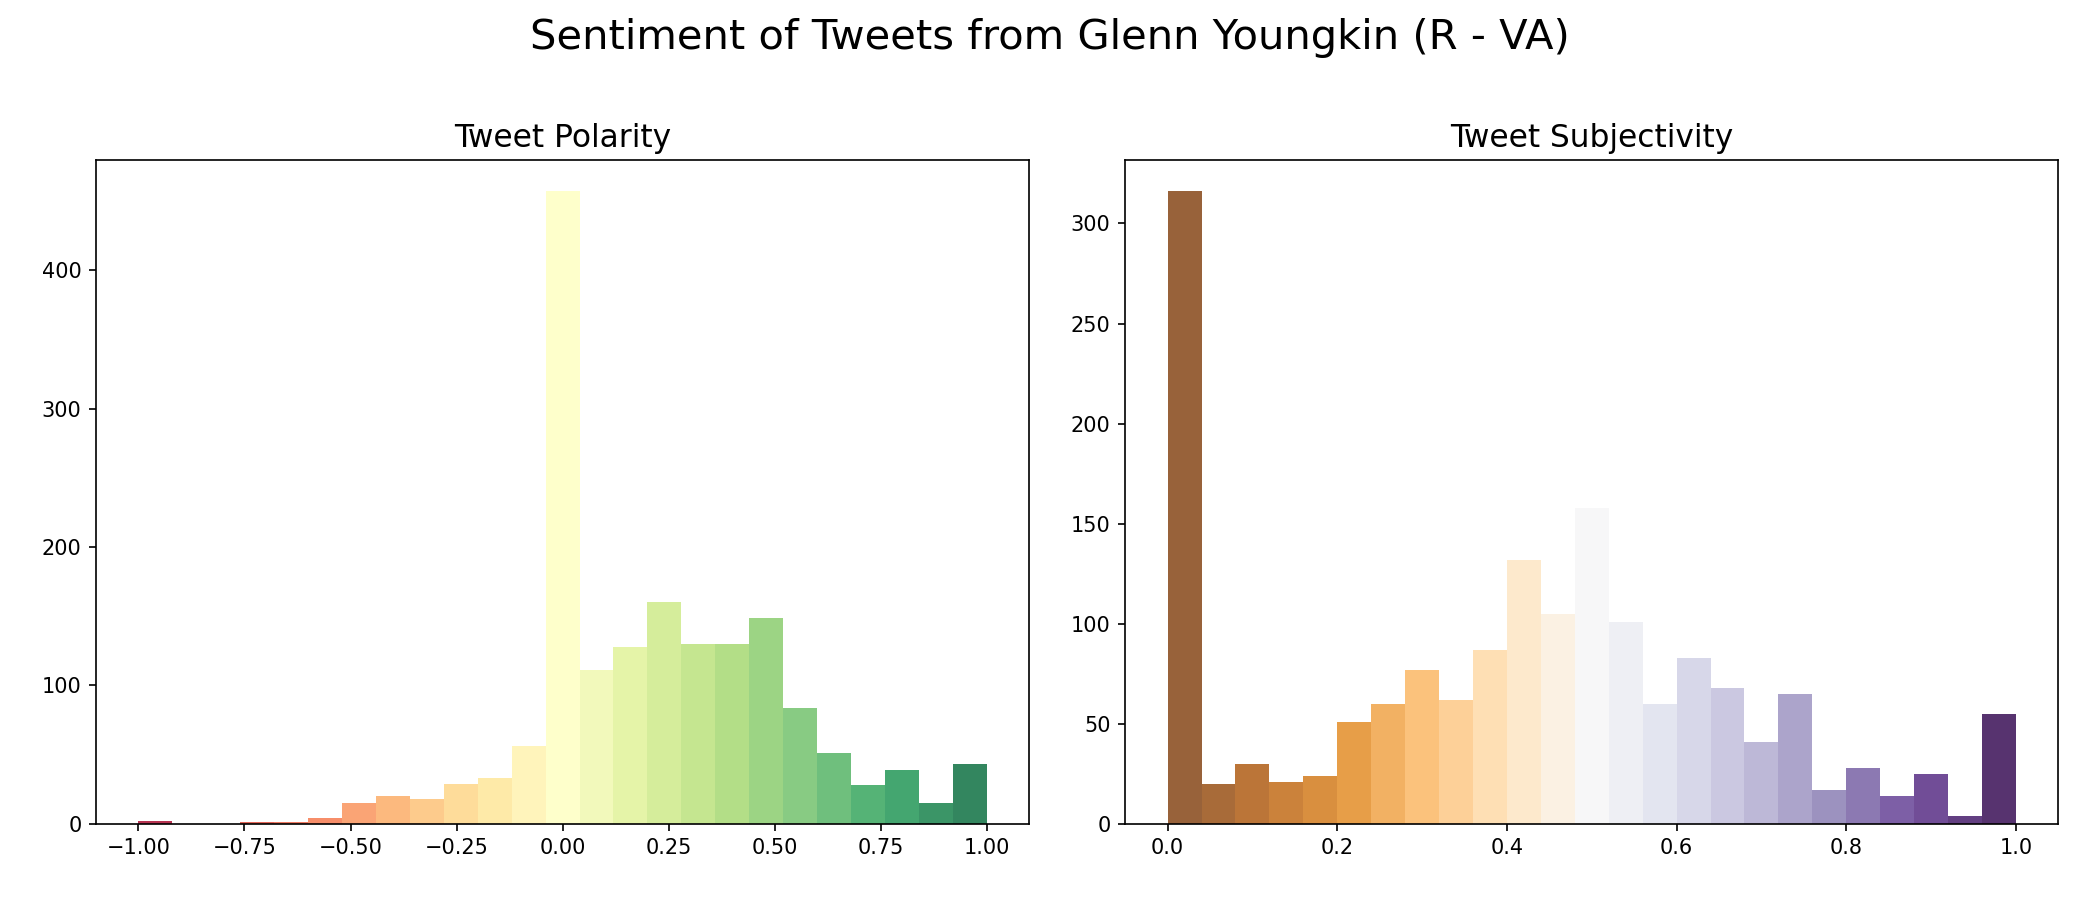 Sentiment of Tweets from Glenn Youngkin (R - VA)
Tweet Polarity
400
300
200
100
0
−1.00 −0.75 −0.50 −0.25 0.00 0.25 0.50 0.75 1.00
Tweet Subjectivity
300
250
200
150
100
50
0
0.0 0.2 0.4 0.6 0.8 1.0